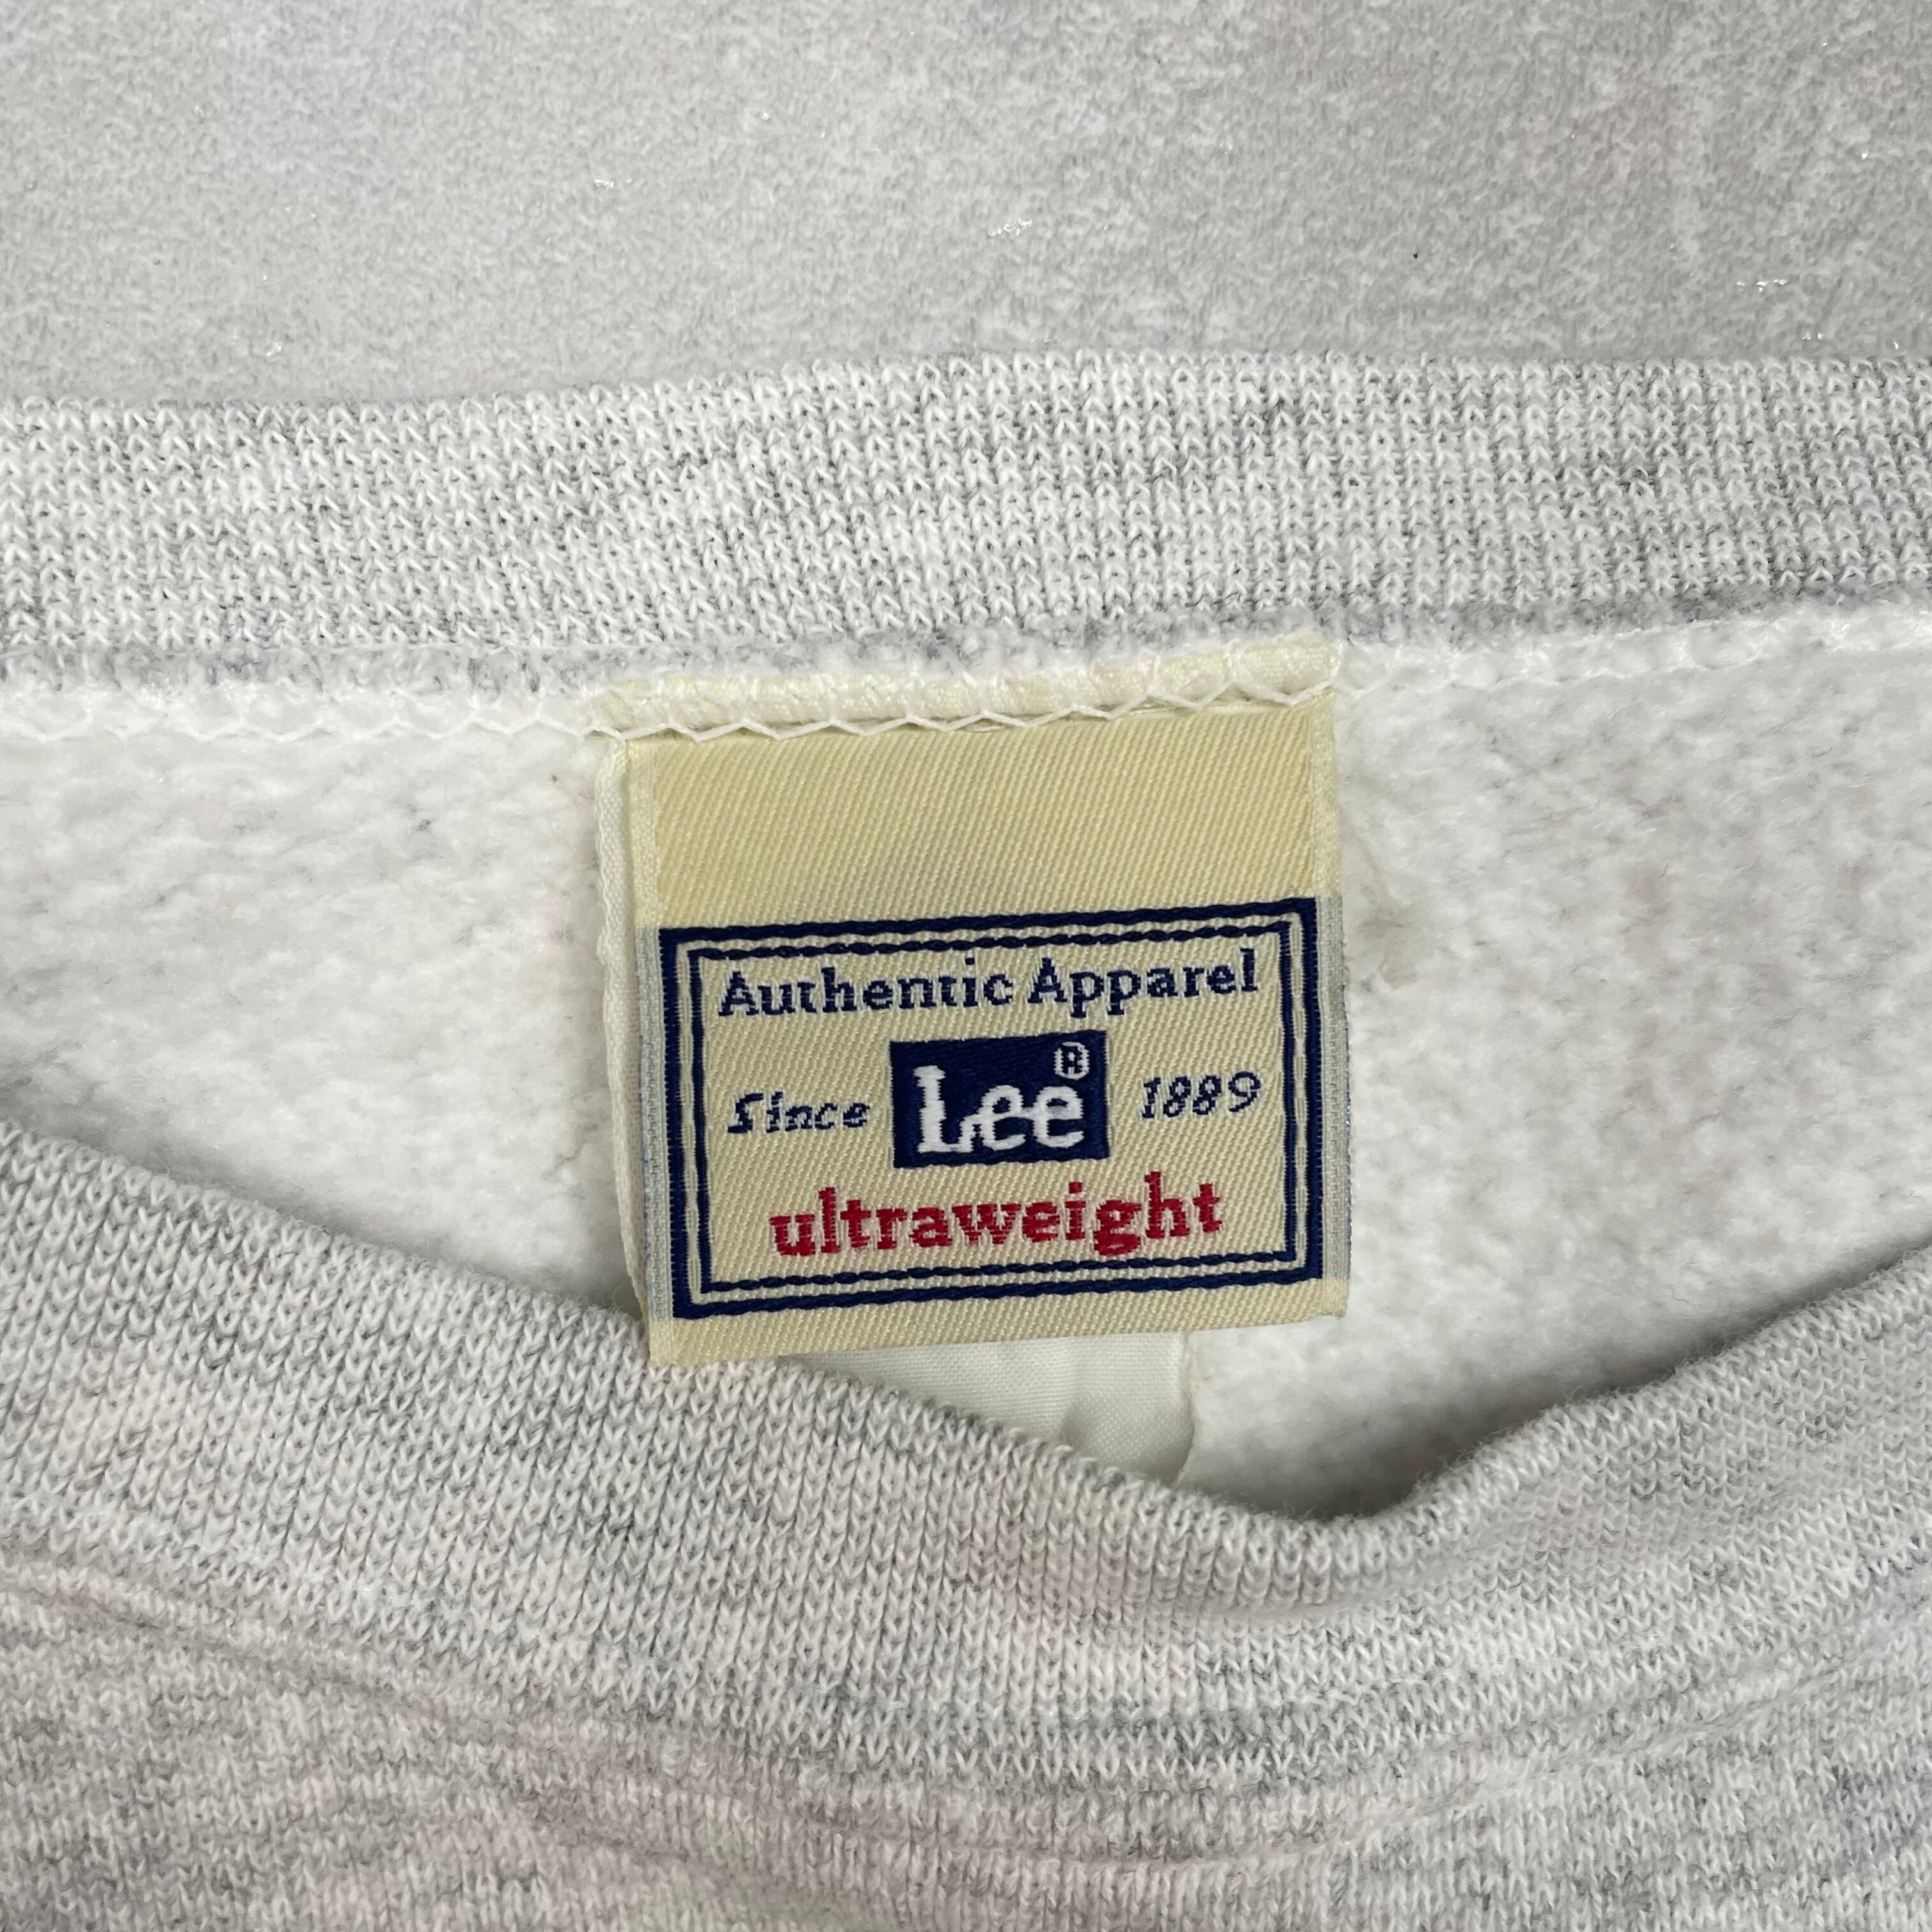 Authentic Apparel
Since Lee® 1889
ultraweight